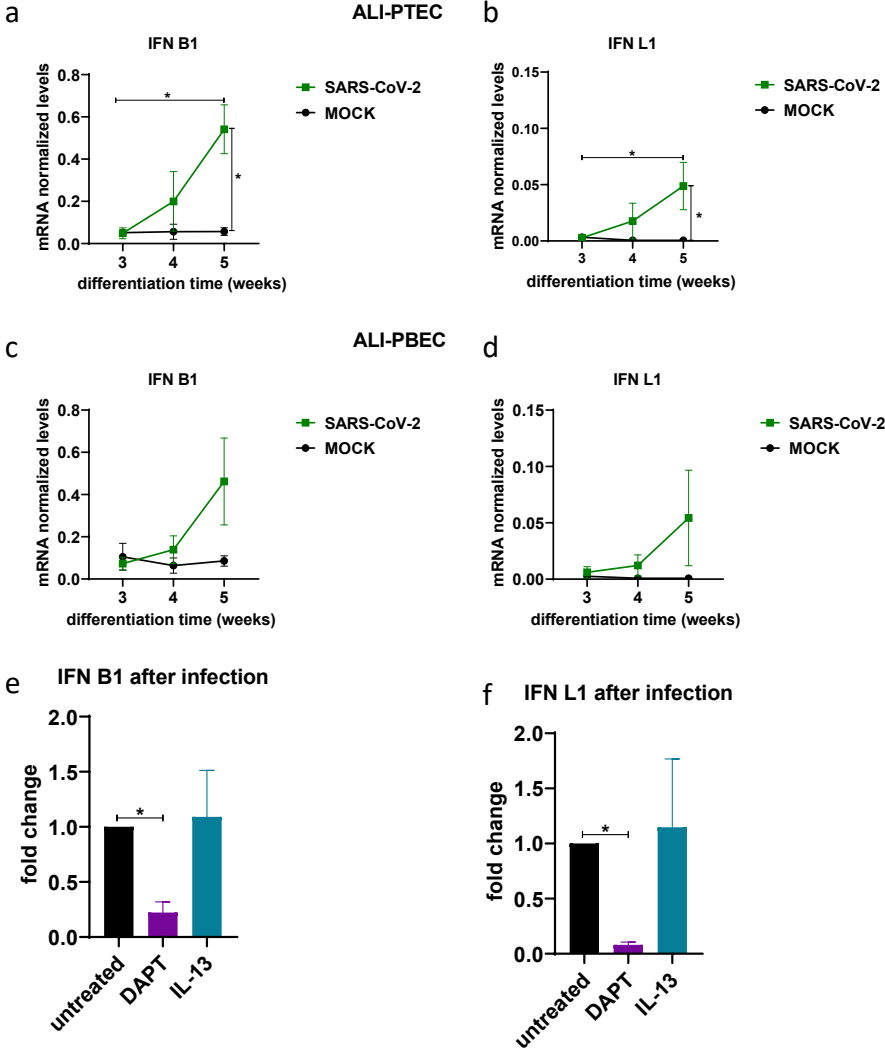 a
ALI-PTEC
b
IFN B1
mRNA normalized levels
0.8
0.6
0.4
0.2
0.0
*
*
3 4 5
differentiation time (weeks)
SARS-CoV-2
MOCK
IFN L1
mRNA normalized levels
0.15
0.10
0.05
0.00
*
*
3 4 5
differentiation time (weeks)
SARS-CoV-2
MOCK
c
ALI-PBEC
d
IFN B1
mRNA normalized levels
0.8
0.6
0.4
0.2
0.0
3 4 5
differentiation time (weeks)
SARS-CoV-2
MOCK
IFN L1
mRNA normalized levels
0.15
0.10
0.05
0.00
3 4 5
differentiation time (weeks)
SARS-CoV-2
MOCK
e
IFN B1 after infection
fold change
2.0
1.5
1.0
0.5
0.0
*
untreated
DAPT
IL-13
f
IFN L1 after infection
fold change
2.0
1.5
1.0
0.5
0.0
*
untreated
DAPT
IL-13